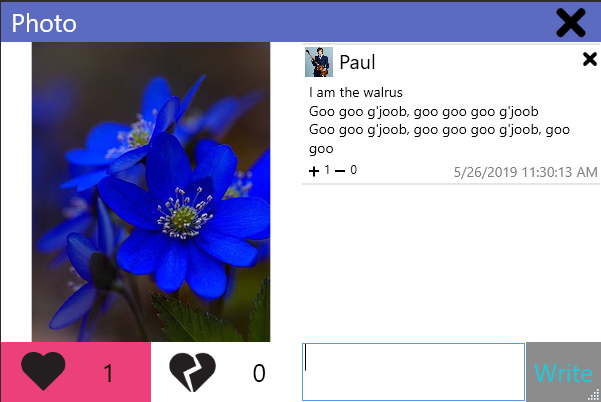 Photo
Paul
I am the walrus
Goo goo g'joob, goo goo goo g'joob
Goo goo g'joob, goo goo goo g'joob, goo
goo
1 0
5/26/2019 11:30:13 AM
1
0
Write